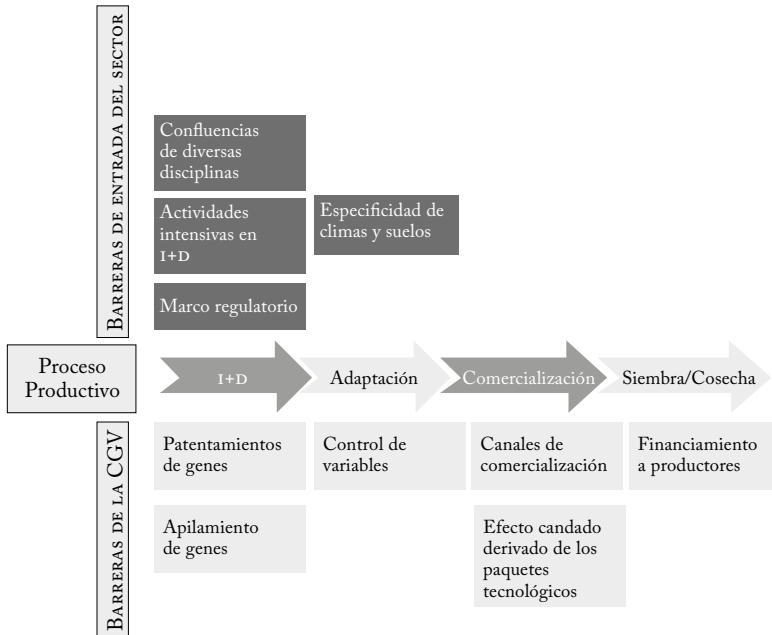 BARRERAS DE ENTRADA DEL SECTOR
Confluencias
de diversas
disciplinas
Actividades
intensivas en
I+D
Especificidad de
climas y suelos
Marco regulatorio
Proceso
Productivo
I+D
Adaptación
Comercialización
Siembra/Cosecha
BARRERAS DE LA CGV
Patentamientos
de genes
Control de
variables
Canales de
comercialización
Financiamiento
a productores
Apilamiento
de genes
Efecto candado
derivado de los
paquetes
tecnológicos